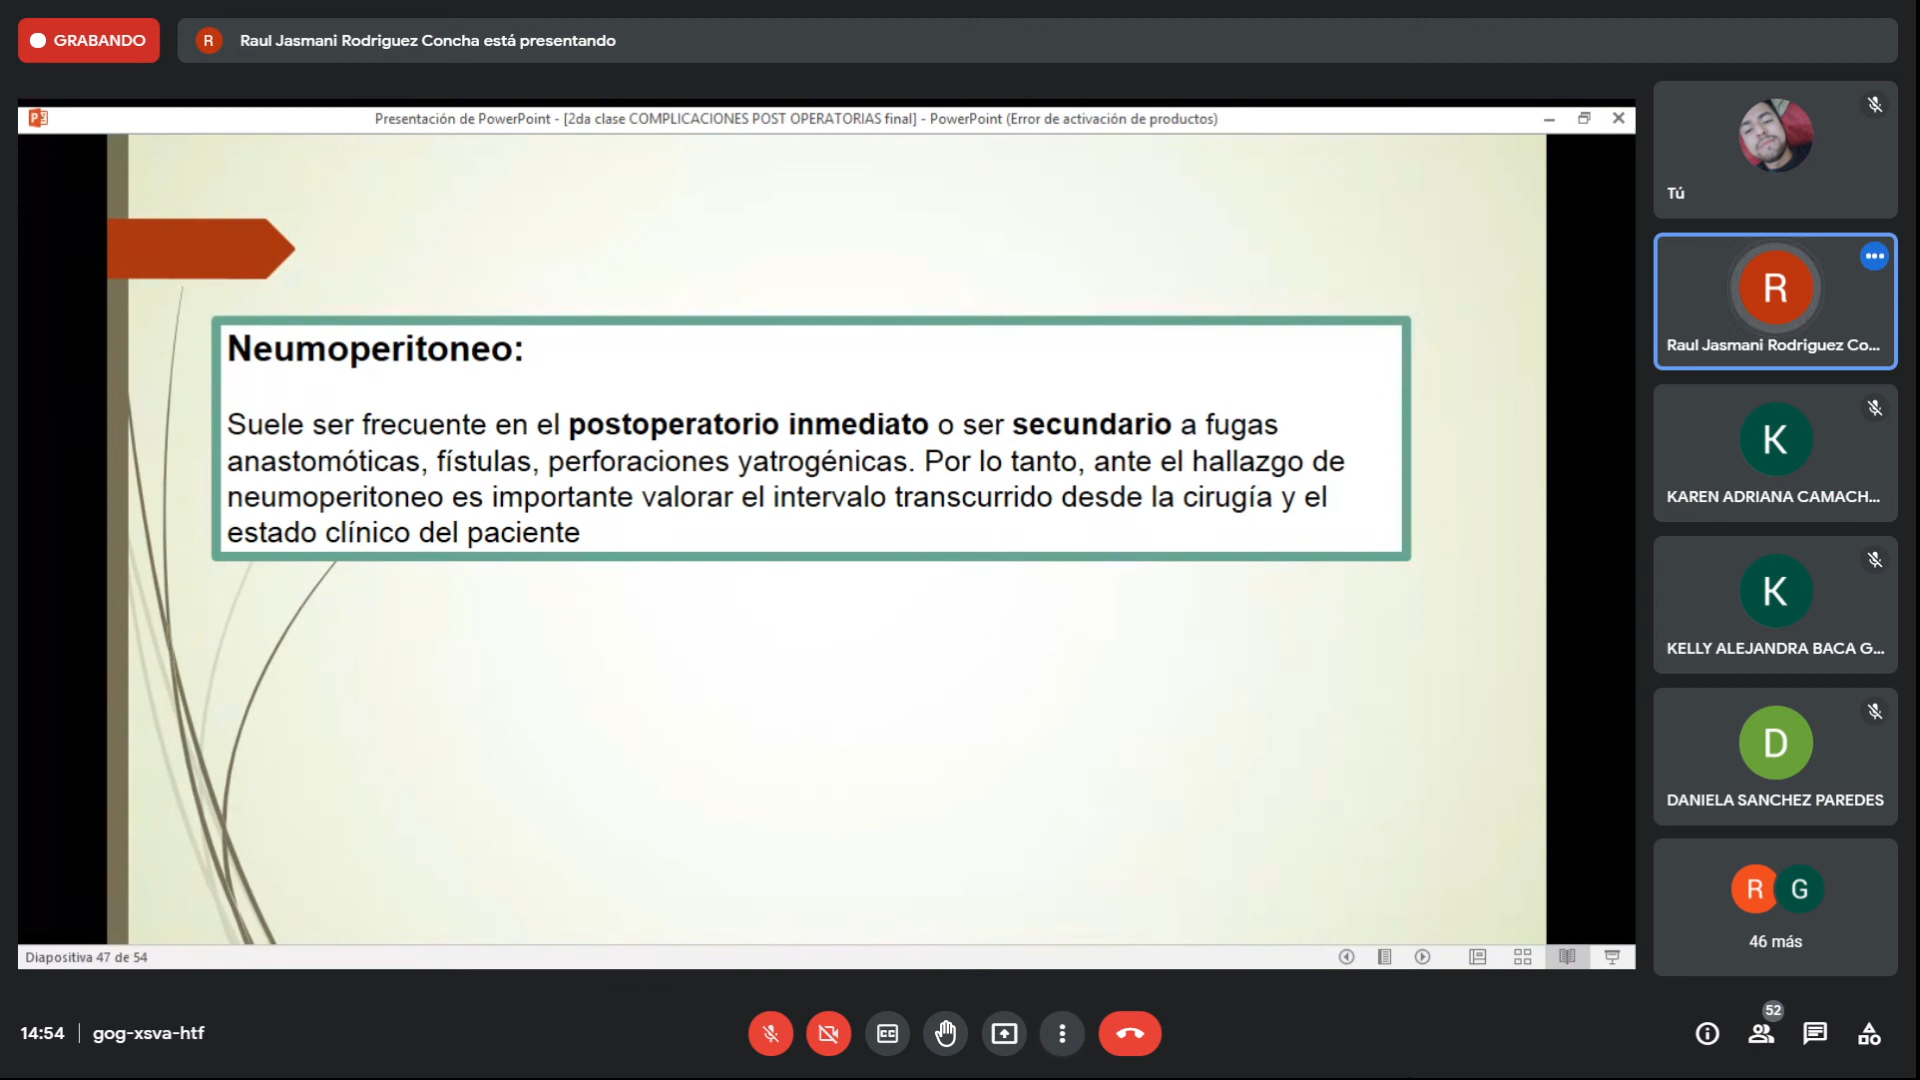 GRABANDO
R
Raul Jasmani Rodriguez Concha está presentando
Presentación de PowerPoint - [2da clase COMPLICACIONES POST OPERATORIAS final] - PowerPoint (Error de activación de productos)
Neumoperitoneo:
Suele ser frecuente en el postoperatorio inmediato o ser secundario a fugas
anastomóticas, fístulas, perforaciones yatrogénicas. Por lo tanto, ante el hallazgo de
neumoperitoneo es importante valorar el intervalo transcurrido desde la cirugía y el
estado clínico del paciente
Diapositiva 47 de 54
Tú
R
Raul Jasmani Rodriguez Co...
K
KAREN ADRIANA CAMACH...
K
KELLY ALEJANDRA BACA G...
D
DANIELA SANCHEZ PAREDES
R G
46 más
14:54 | gog-xsva-htf
CC
52